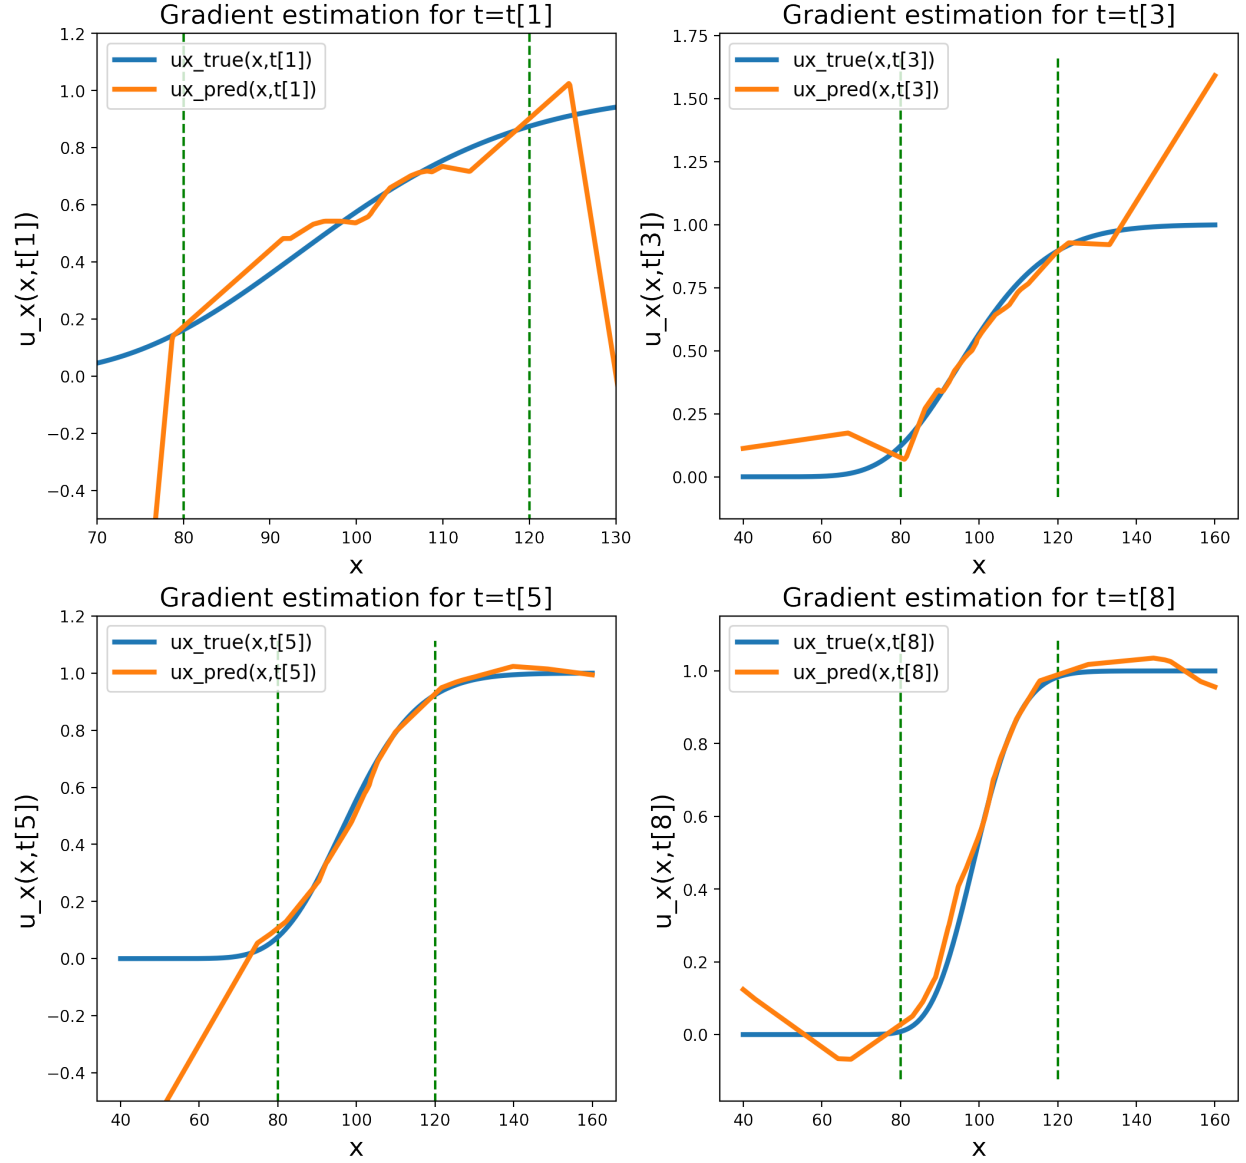 Gradient estimation for t=t[1]
ux_true(x,t[1])
ux_pred(x,t[1])
u_x(x,t[1])
1.2
1.0
0.8
0.6
0.4
0.2
0.0
−0.2
−0.4
70 80 90 100 110 120 130
x
Gradient estimation for t=t[3]
ux_true(x,t[3])
ux_pred(x,t[3])
u_x(x,t[3])
1.75
1.50
1.25
1.00
0.75
0.50
0.25
0.00
40 60 80 100 120 140 160
x
Gradient estimation for t=t[5]
ux_true(x,t[5])
ux_pred(x,t[5])
u_x(x,t[5])
1.2
1.0
0.8
0.6
0.4
0.2
0.0
−0.2
−0.4
40 60 80 100 120 140 160
x
Gradient estimation for t=t[8]
ux_true(x,t[8])
ux_pred(x,t[8])
u_x(x,t[8])
1.0
0.8
0.6
0.4
0.2
0.0
40 60 80 100 120 140 160
x